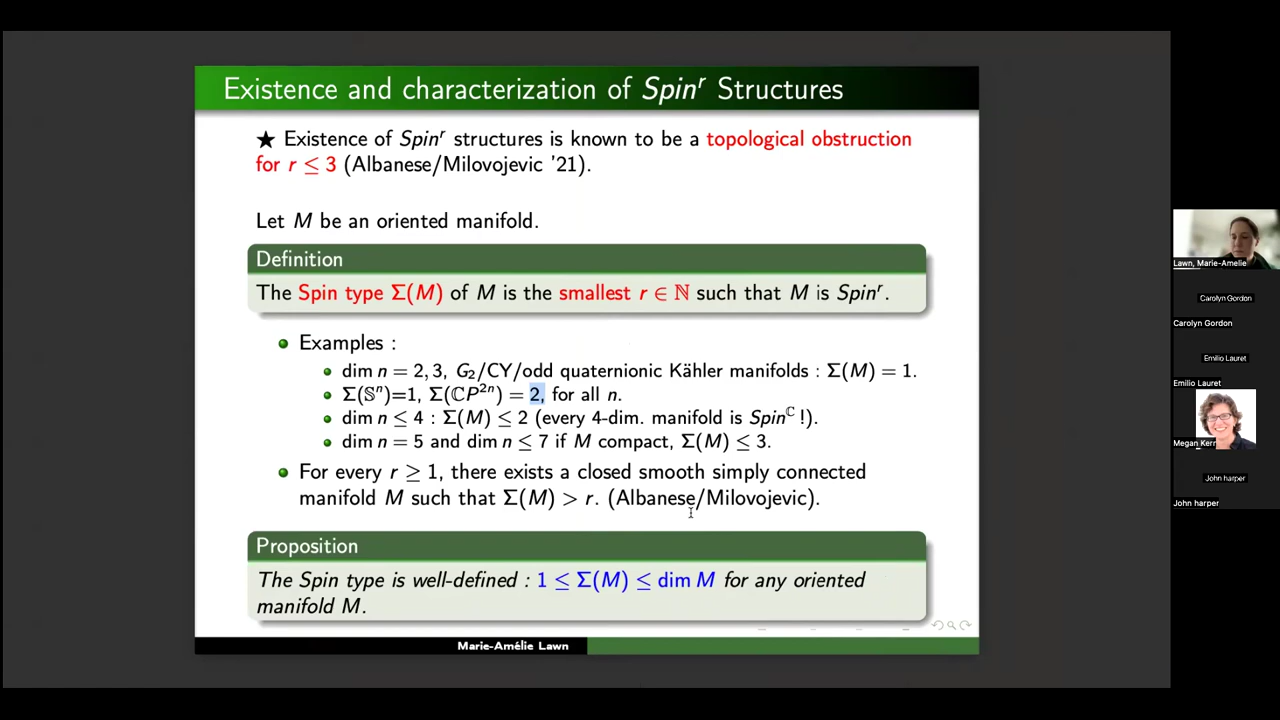 Existence and characterization of Spinʳ Structures
★ Existence of Spinʳ structures is known to be a topological obstruction
for r ≤ 3 (Albanese/Milovojevic '21).
Let M be an oriented manifold.
Definition
The Spin type Σ(M) of M is the smallest r ∈ ℕ such that M is Spinʳ.
Examples :
dim n = 2, 3, G₂/CY/odd quaternionic Kähler manifolds : Σ(M) = 1.
Σ(𝕊ⁿ)=1, Σ(ℂP²ⁿ) = 2, for all n.
dim n ≤ 4 : Σ(M) ≤ 2 (every 4-dim. manifold is Spin^ℂ !).
dim n = 5 and dim n ≤ 7 if M compact, Σ(M) ≤ 3.
For every r ≥ 1, there exists a closed smooth simply connected
manifold M such that Σ(M) > r. (Albanese/Milovojevic).
Proposition
The Spin type is well-defined : 1 ≤ Σ(M) ≤ dim M for any oriented
manifold M.
Marie-Amélie Lawn
Lawn, Marie-Amelie
Carolyn Gordon
Carolyn Gordon
Emilio Lauret
Emilio Lauret
Megan Kerr
John harper
John harper